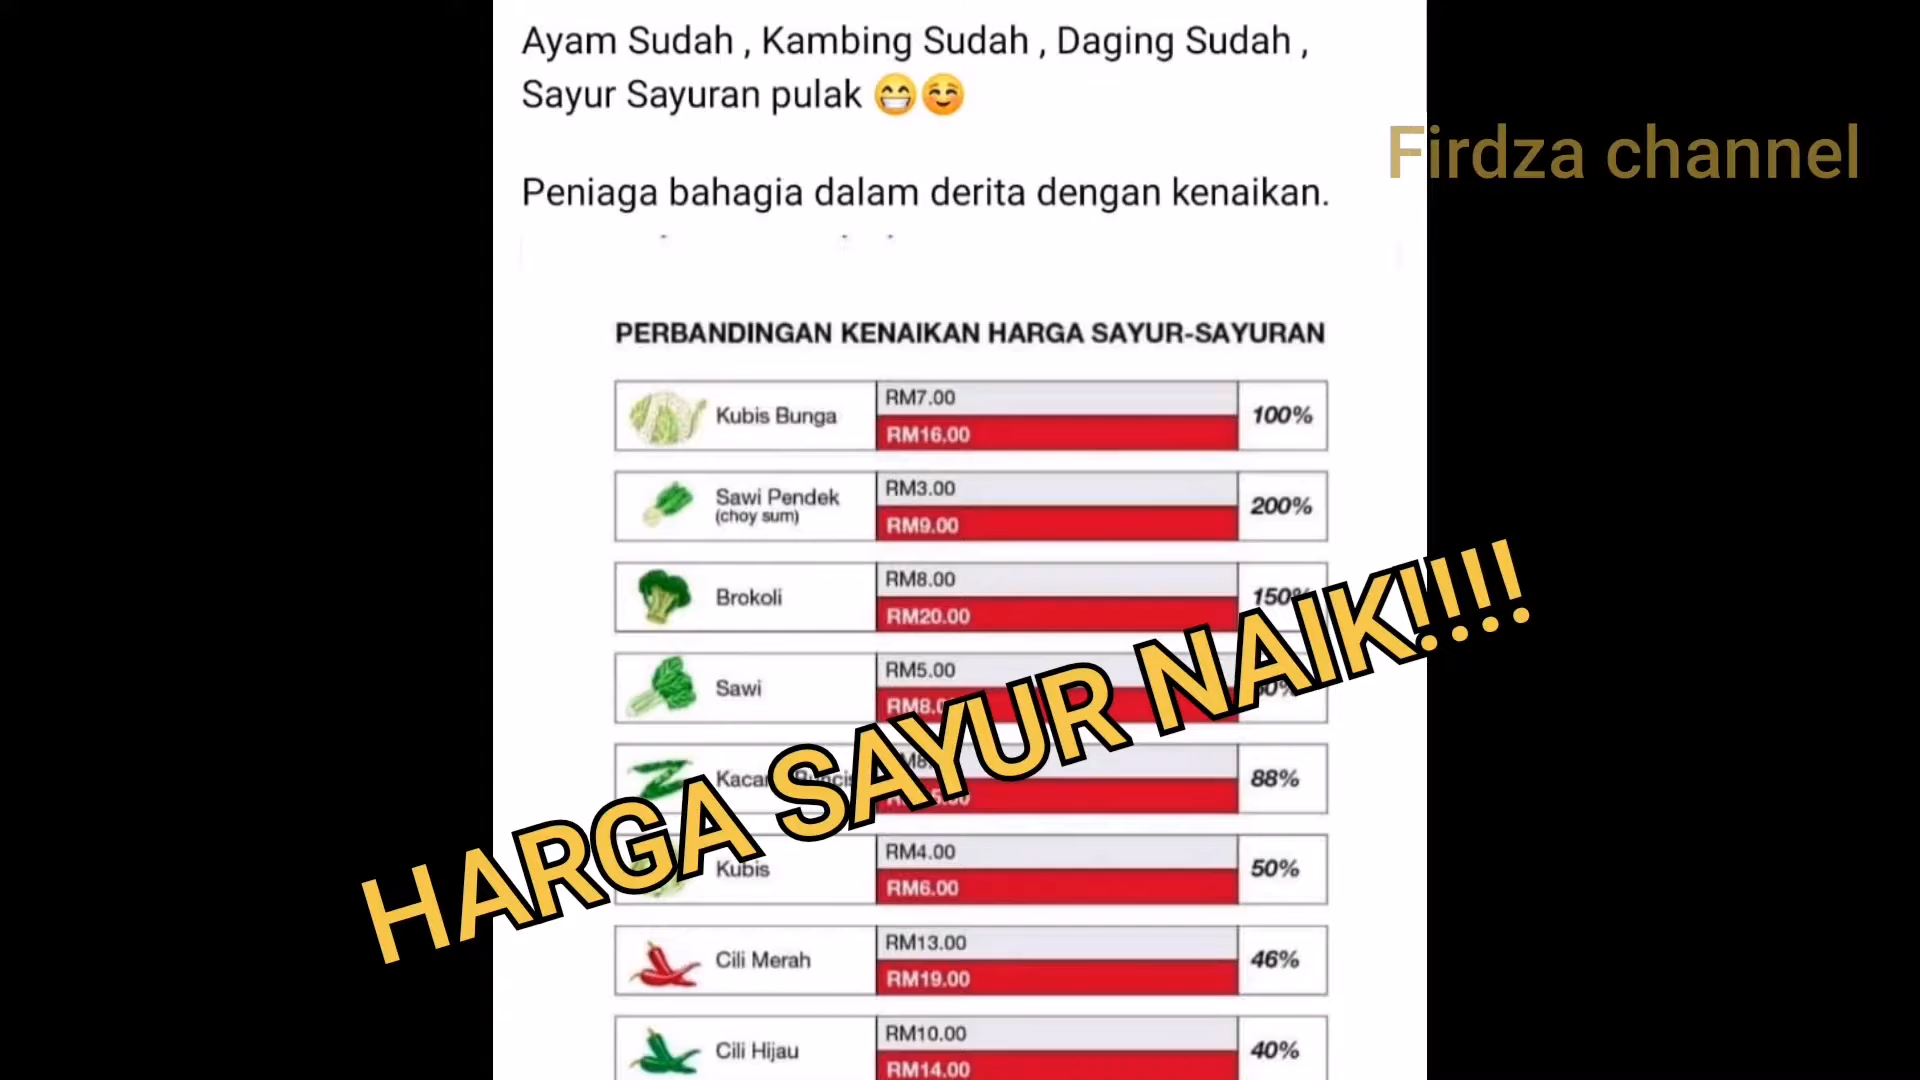 Ayam Sudah , Kambing Sudah , Daging Sudah ,
Sayur Sayuran pulak 😁☺️
Firdza channel
Peniaga bahagia dalam derita dengan kenaikan.
PERBANDINGAN KENAIKAN HARGA SAYUR-SAYURAN
Kubis Bunga
RM7.00
RM16.00
100%
Sawi Pendek
(choy sum)
RM3.00
RM9.00
200%
Brokoli
RM8.00
RM20.00
150%
Sawi
RM5.00
HARGA SAYUR NAIK!!!!
88%
Kubis
RM4.00
RM6.00
50%
Cili Merah
RM13.00
RM19.00
46%
Cili Hijau
RM10.00
RM14.00
40%